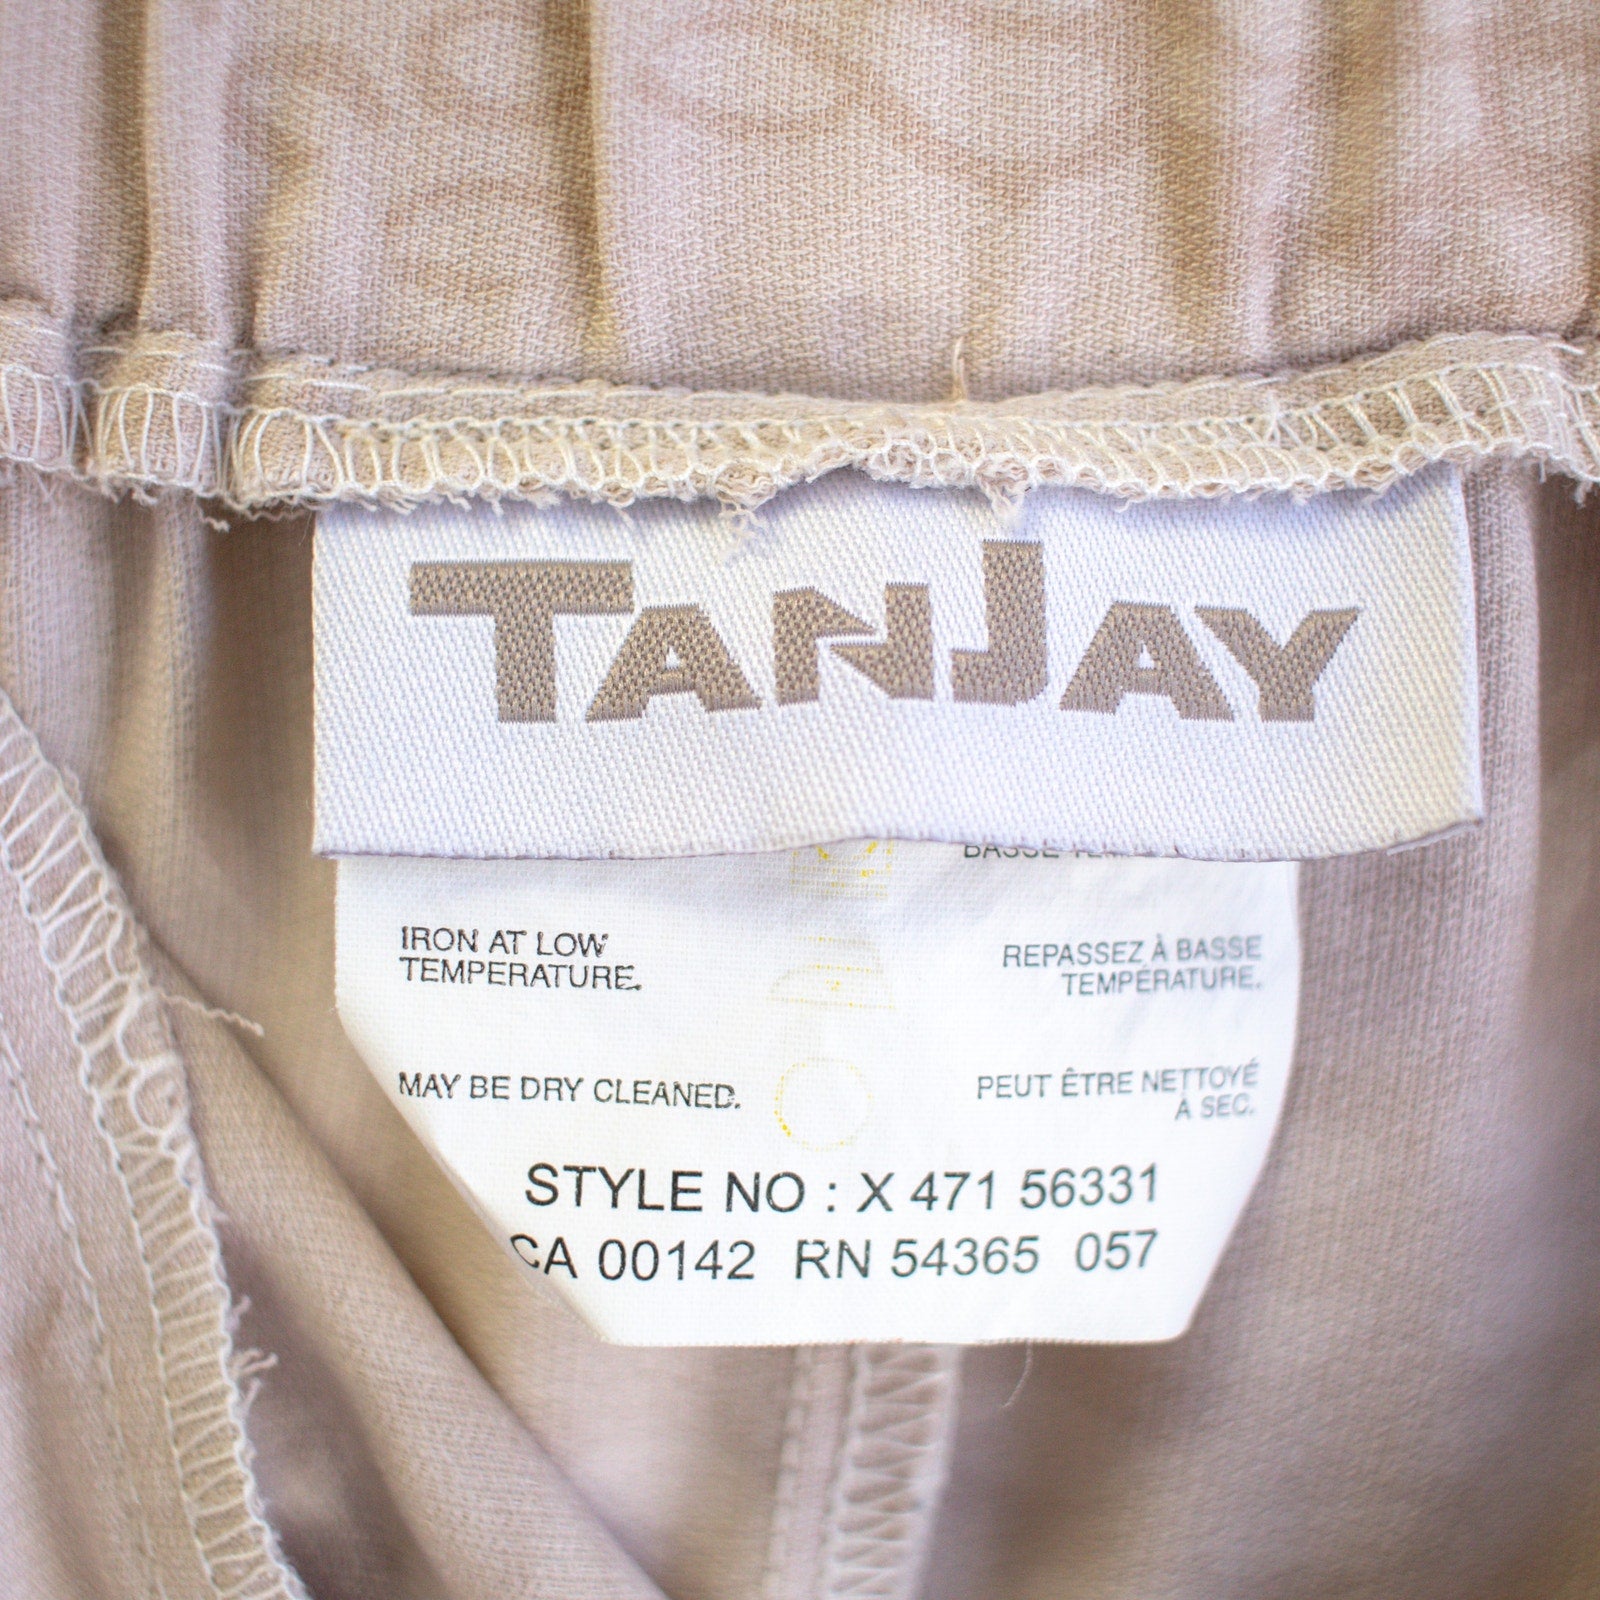 TANJAY
IRON AT LOW
TEMPERATURE.
REPASSEZ À BASSE
TEMPÉRATURE.
MAY BE DRY CLEANED.
PEUT ÊTRE NETTOYÉ
À SEC.
STYLE NO : X 471 56331
CA 00142 RN 54365 057